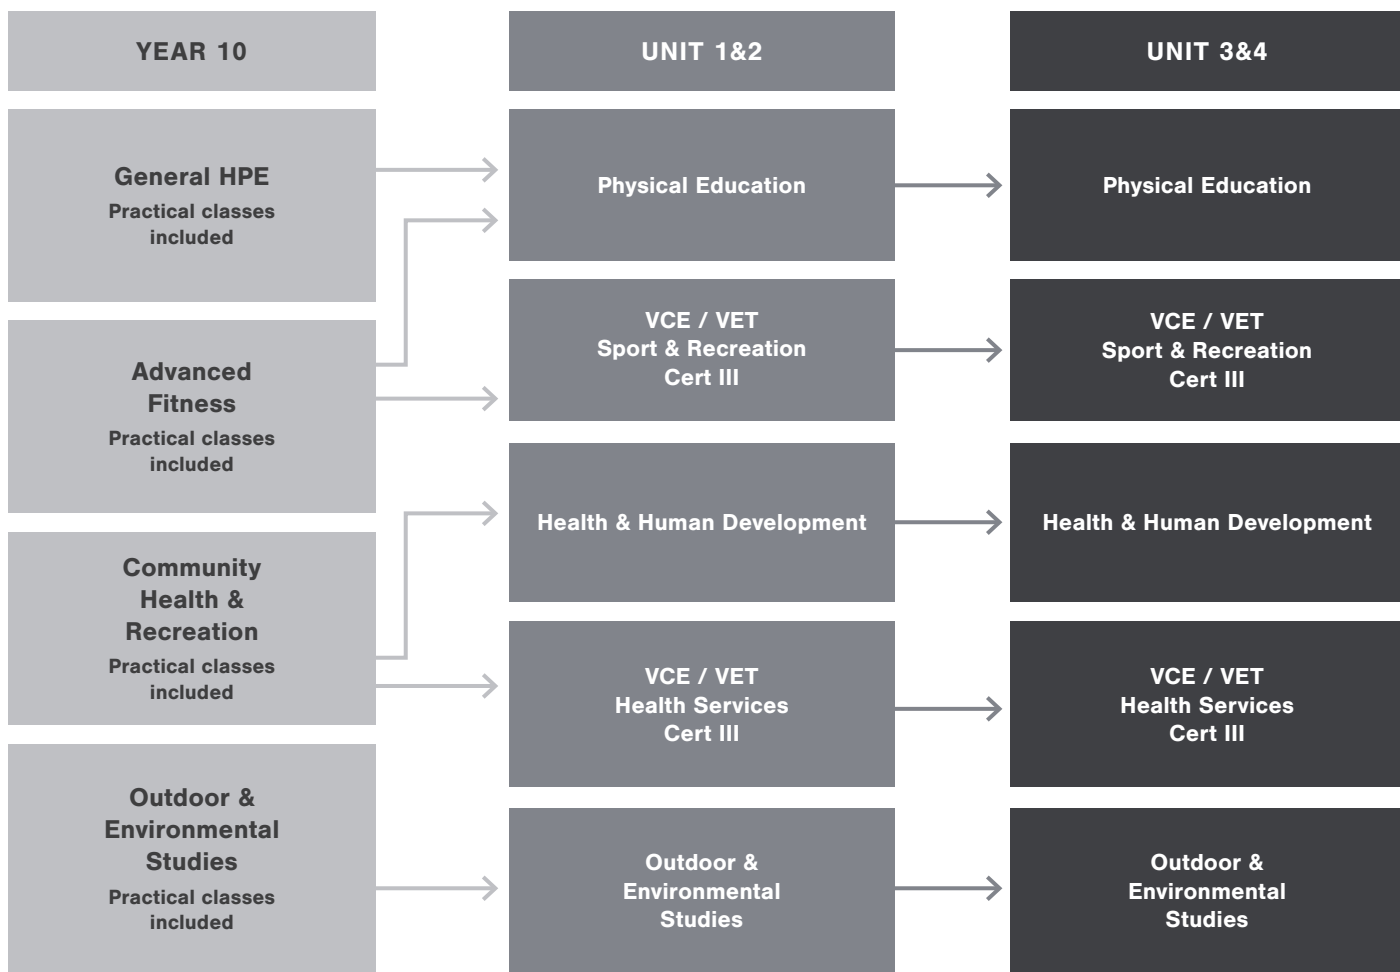 YEAR 10
General HPE
Practical classes
included
Advanced
Fitness
Practical classes
included
Community
Health &
Recreation
Practical classes
included
Outdoor &
Environmental
Studies
Practical classes
included
UNIT 1&2
Physical Education
VCE / VET
Sport & Recreation
Cert III
Health & Human Development
VCE / VET
Health Services
Cert III
Outdoor &
Environmental
Studies
UNIT 3&4
Physical Education
VCE / VET
Sport & Recreation
Cert III
Health & Human Development
VCE / VET
Health Services
Cert III
Outdoor &
Environmental
Studies